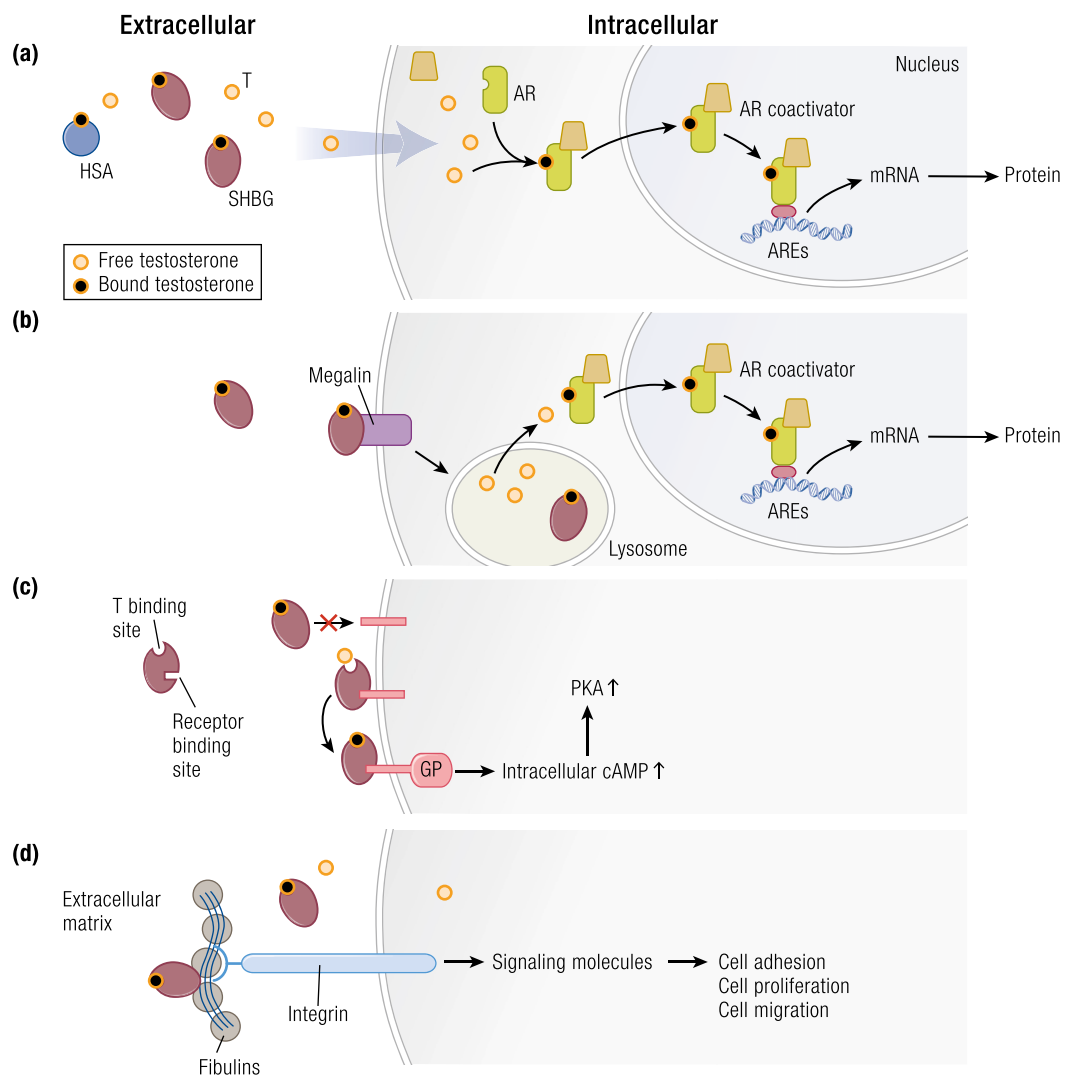 Extracellular
Intracellular
(a)
T
HSA
SHBG
AR
Nucleus
AR coactivator
AREs
mRNA
Protein
Free testosterone
Bound testosterone
(b)
Megalin
Lysosome
AR coactivator
AREs
mRNA
Protein
(c)
T binding
site
Receptor
binding
site
GP
Intracellular cAMP ↑
PKA ↑
(d)
Extracellular
matrix
Fibulins
Integrin
Signaling molecules
Cell adhesion
Cell proliferation
Cell migration